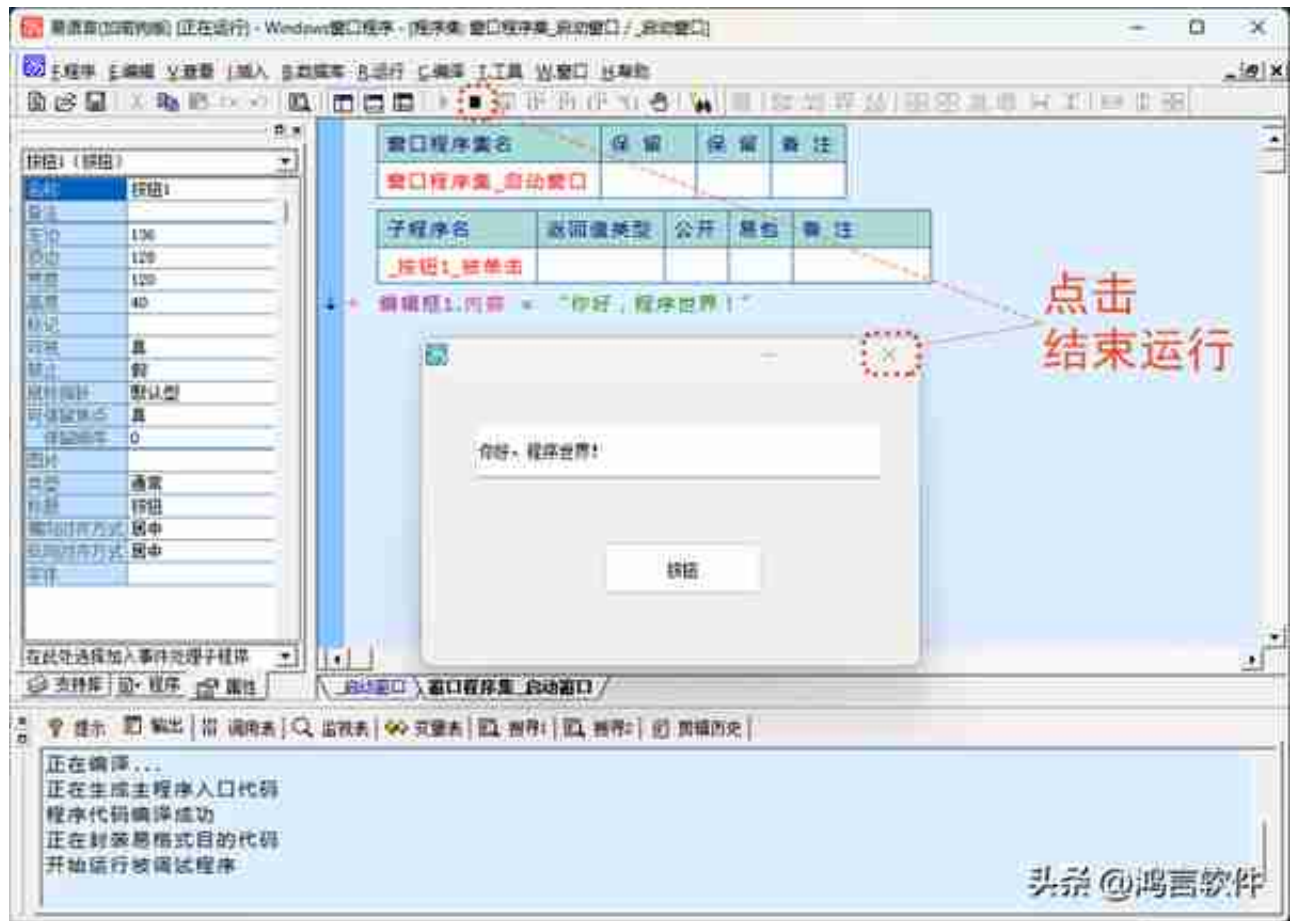 易语言(加密狗版) [正在运行] - Windows窗口程序 - [程序集: 窗口程序集_启动窗口 / _启动窗口]
F.程序 E.编辑 V.查看 I.插入 B.数据库 R.运行 C.编译 T.工具 W.窗口 H.帮助
窗口程序集名 保 留 保 留 备 注
窗口程序集_启动窗口
子程序名 返回值类型 公开 易包 备 注
_按钮1_被单击
编辑框1.内容 = “你好，程序世界！”
点击
结束运行
你好，程序世界！
按钮
按钮1（按钮）
名称 按钮1
备注
左边 136
顶边 128
宽度 120
高度 40
标记
可视 真
禁止 假
鼠标指针 默认型
可停留焦点 真
停留顺序 0
图片
类型 通常
标题 按钮
横向对齐方式 居中
纵向对齐方式 居中
字体
在此处选择加入事件处理子程序
支持库 程序 属性
_启动窗口 窗口程序集_启动窗口
提示 输出 调用表 监视表 变量表 搜寻1 搜寻2 剪辑历史
正在编译...
正在生成主程序入口代码
程序代码编译成功
正在封装易格式目的代码
开始运行被调试程序
头条 @鸿言软件